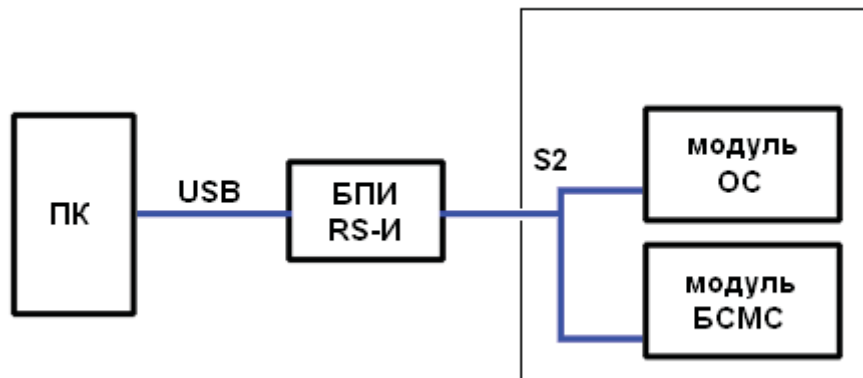 ПК
USB
БПИ
RS-И
S2
модуль
ОС
модуль
БСМС